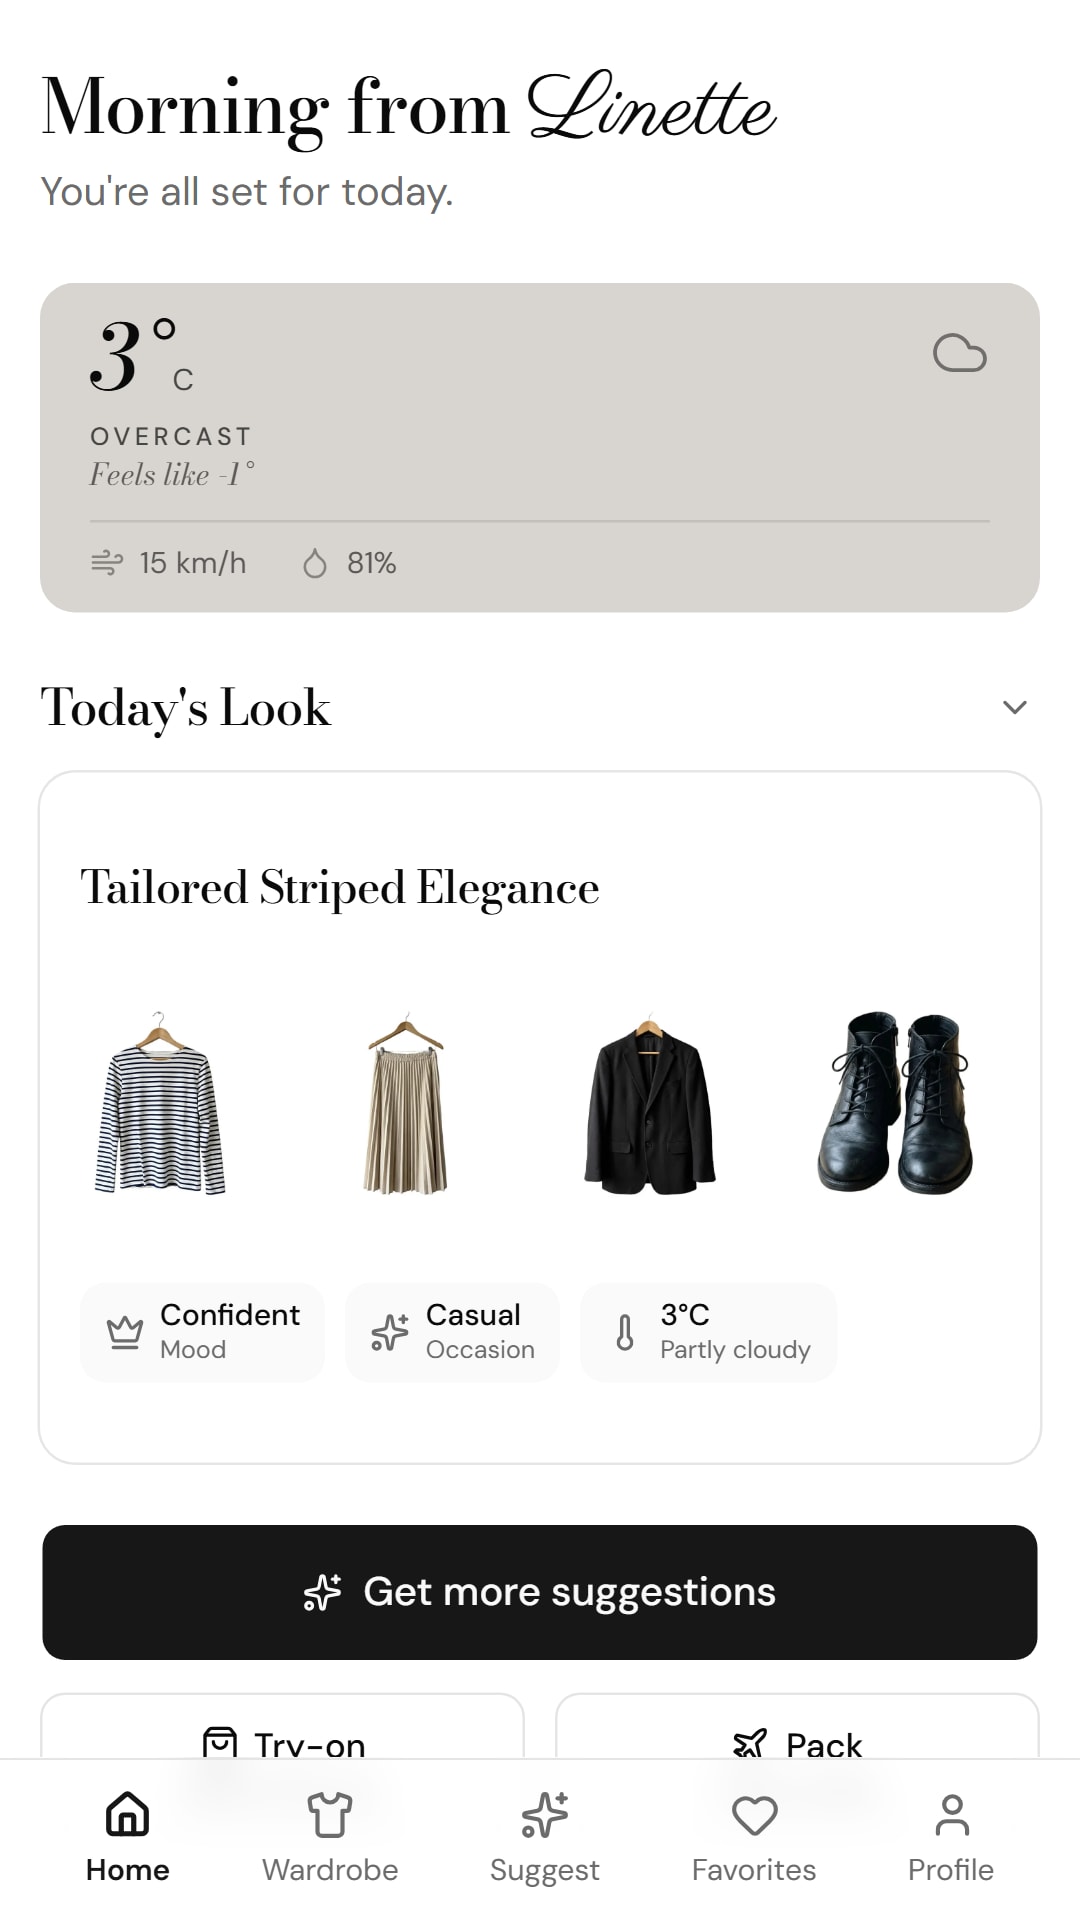 Morning from Linette
You're all set for today.
3°C
OVERCAST
Feels like -1°
15 km/h 81%
Today's Look
Tailored Striped Elegance
Confident
Mood
Casual
Occasion
3°C
Partly cloudy
Get more suggestions
Try-on Pack
Home Wardrobe Suggest Favorites Profile